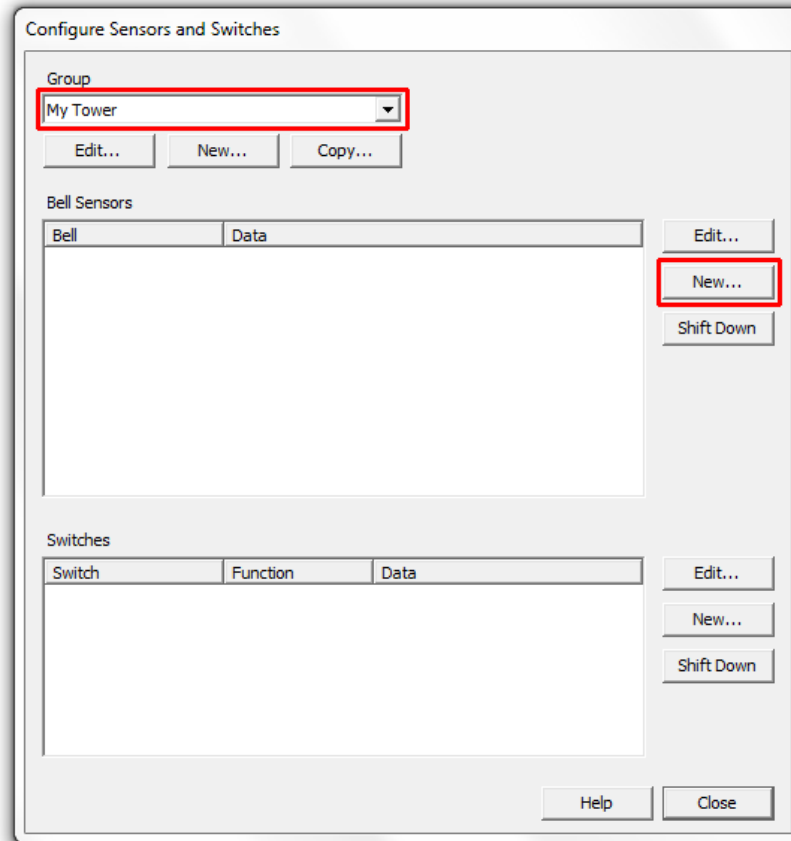 Configure Sensors and Switches
Group
My Tower
Edit... New... Copy...
Bell Sensors
Bell Data
Edit...
New...
Shift Down
Switches
Switch Function Data
Edit...
New...
Shift Down
Help Close